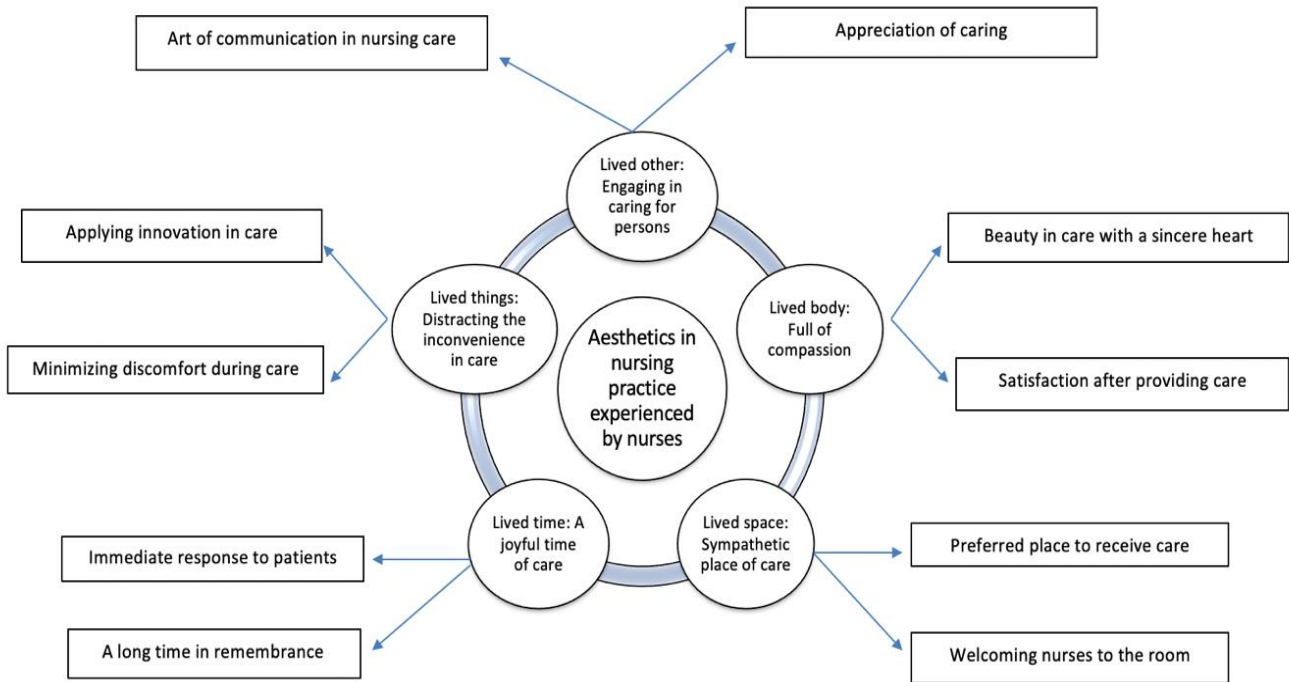 Art of communication in nursing care
Appreciation of caring
Lived other:
Engaging in
caring for
persons
Applying innovation in care
Minimizing discomfort during care
Lived things:
Distracting the
inconvenience
in care
Aesthetics in
nursing
practice
experienced
by nurses
Lived body:
Full of
compassion
Beauty in care with a sincere heart
Satisfaction after providing care
Immediate response to patients
A long time in remembrance
Lived time: A
joyful time
of care
Lived space:
Sympathetic
place of care
Preferred place to receive care
Welcoming nurses to the room